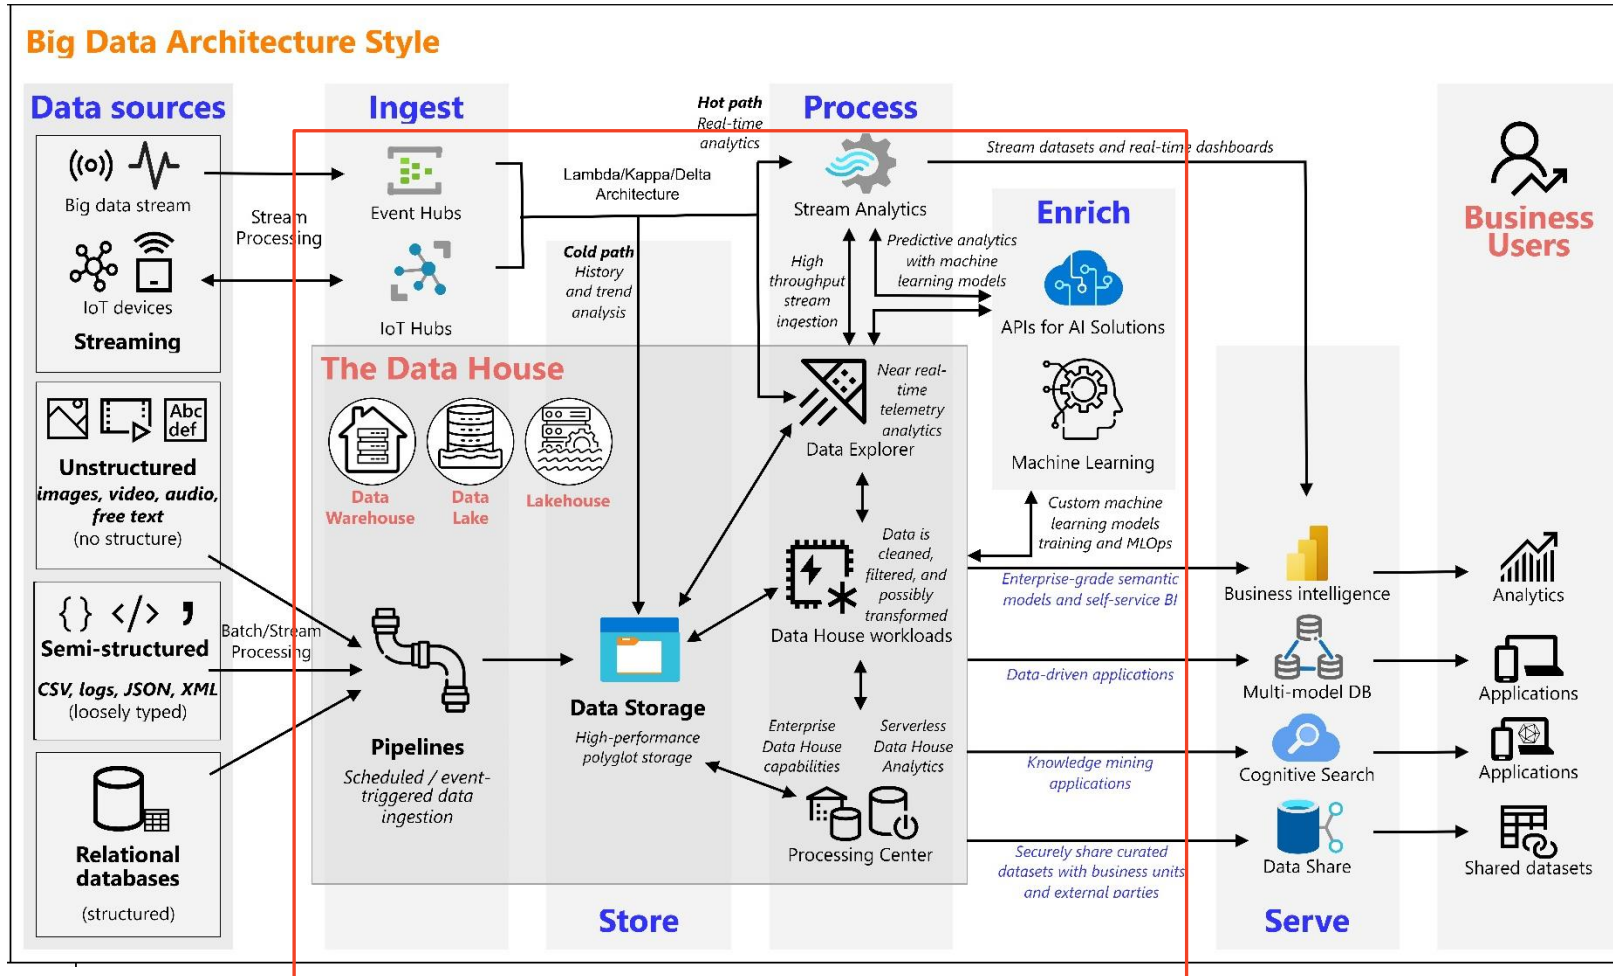 Big Data Architecture Style
Data sources
Big data stream
IoT devices
Streaming
Abc
def
Unstructured
images, video, audio,
free text
(no structure)
{} </> ,
Semi-structured
CSV, logs, JSON, XML
(loosely typed)
Relational
databases
(structured)
Stream
Processing
Batch/Stream
Processing
Ingest
Event Hubs
IoT Hubs
Lambda/Kappa/Delta
Architecture
Hot path
Real-time
analytics
Cold path
History
and trend
analysis
The Data House
Data
Warehouse
Data
Lake
Lakehouse
Pipelines
Scheduled / event-
triggered data
ingestion
Data Storage
High-performance
polyglot storage
Store
Process
Stream Analytics
High
throughput
stream
ingestion
Predictive analytics
with machine
learning models
Data Explorer
Near real-
time
telemetry
analytics
Data House workloads
Data is
cleaned,
filtered, and
possibly
transformed
Enterprise
Data House
capabilities
Serverless
Data House
Analytics
Processing Center
Stream datasets and real-time dashboards
Enrich
APIs for AI Solutions
Machine Learning
Custom machine
learning models
training and MLOps
Enterprise-grade semantic
models and self-service BI
Data-driven applications
Knowledge mining
applications
Securely share curated
datasets with business units
and external parties
Business intelligence
Multi-model DB
Cognitive Search
Data Share
Serve
Business
Users
Analytics
Applications
Applications
Shared datasets